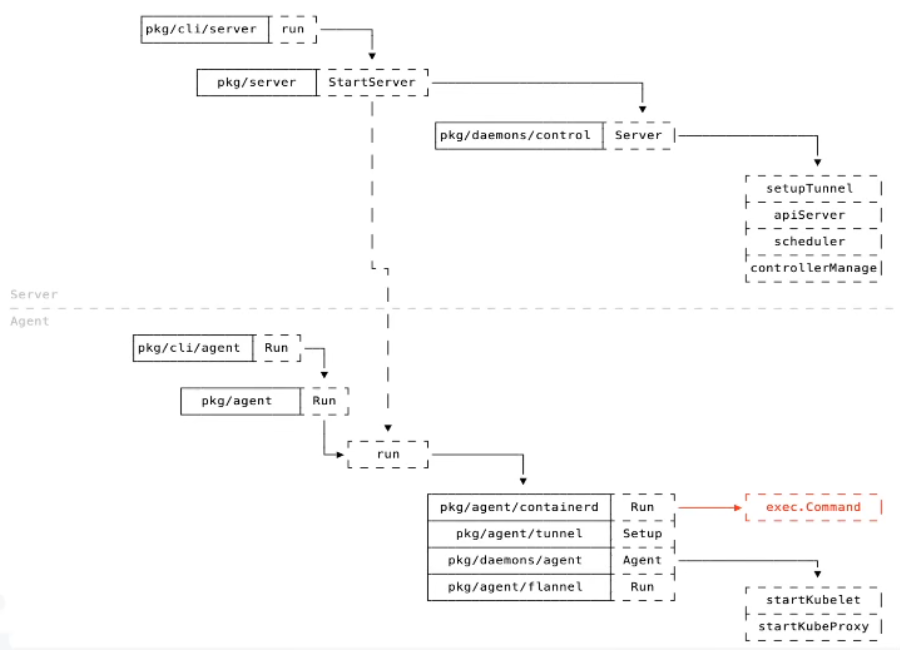 pkg/cli/server run
pkg/server StartServer
pkg/daemons/control Server
setupTunnel
apiServer
scheduler
controllerManage
Server
Agent
pkg/cli/agent Run
pkg/agent Run
run
pkg/agent/containerd Run exec.Command
pkg/agent/tunnel Setup
pkg/daemons/agent Agent
pkg/agent/flannel Run
startKubelet
startKubeProxy